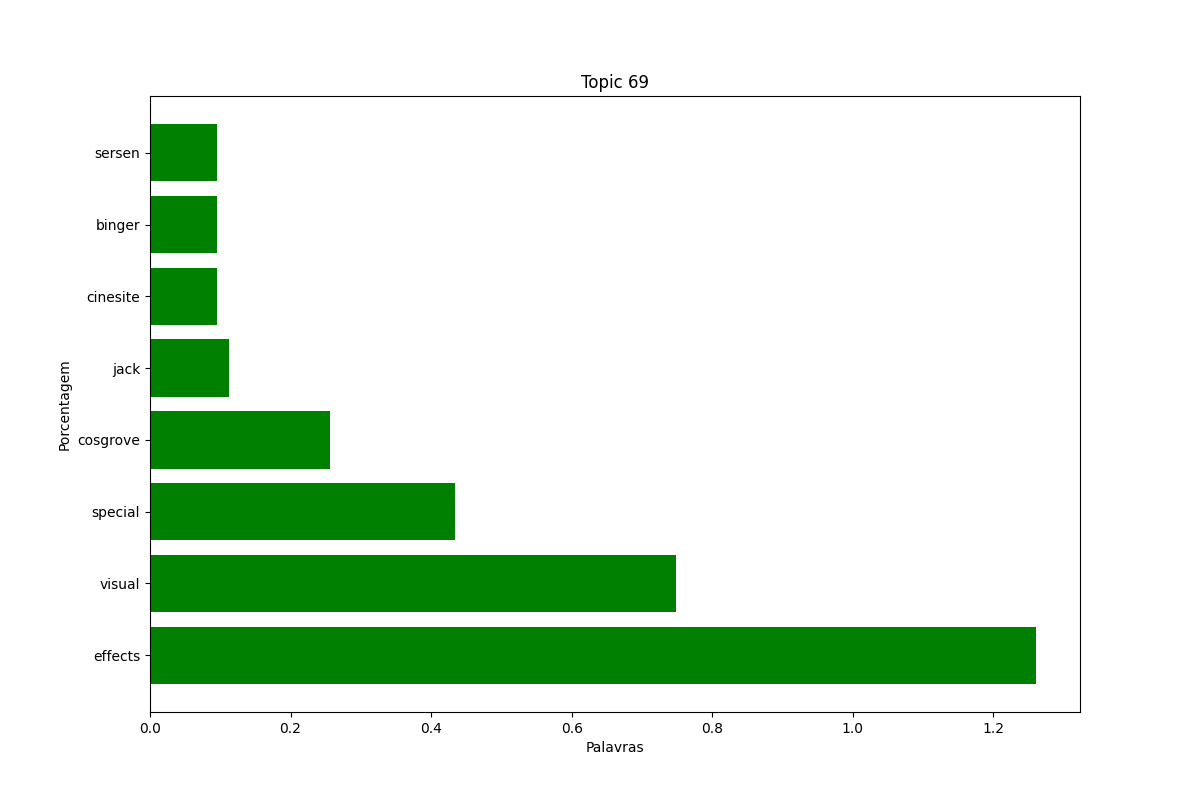 Topic 69
sersen
binger
cinesite
jack
cosgrove
special
visual
effects
Porcentagem
0.0 0.2 0.4 0.6 0.8 1.0 1.2
Palavras